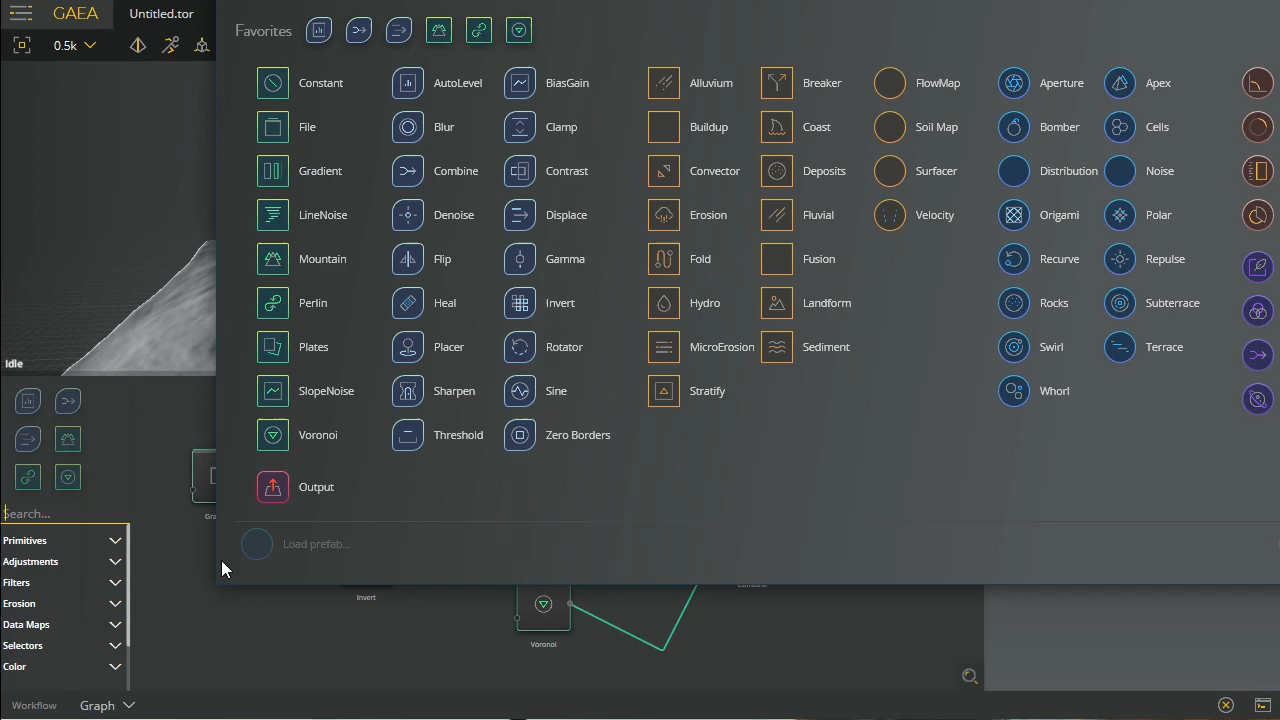 GAEA
Untitled.tor
0.5k
Favorites
Constant AutoLevel BiasGain Alluvium Breaker FlowMap Aperture Apex
File Blur Clamp Buildup Coast Soil Map Bomber Cells
Gradient Combine Contrast Convector Deposits Surfacer Distribution Noise
LineNoise Denoise Displace Erosion Fluvial Velocity Origami Polar
Mountain Flip Gamma Fold Fusion Recurve Repulse
Perlin Heal Invert Hydro Landform Rocks Subterrace
Plates Placer Rotator MicroErosion Sediment Swirl Terrace
SlopeNoise Sharpen Sine Stratify Whorl
Voronoi Threshold Zero Borders
Output
Load prefab...
Idle
Search...
Primitives
Adjustments
Filters
Erosion
Data Maps
Selectors
Color
Gra
Invert
Voronoi
Workflow Graph